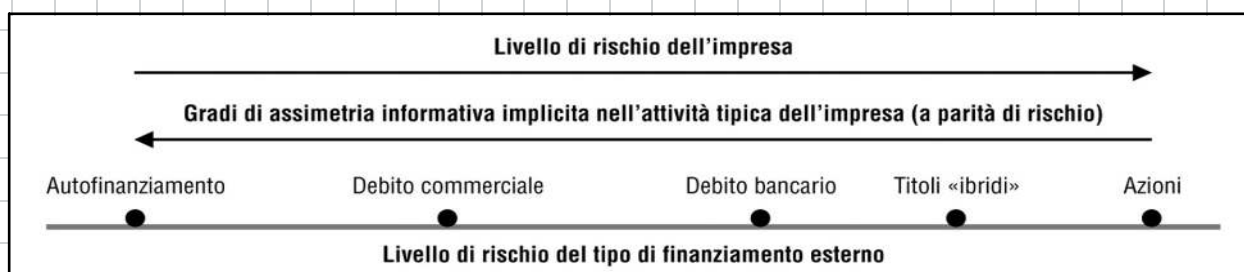 Livello di rischio dell'impresa
Gradi di assimetria informativa implicita nell'attività tipica dell'impresa (a parità di rischio)
Autofinanziamento Debito commerciale Debito bancario Titoli «ibridi» Azioni
Livello di rischio del tipo di finanziamento esterno